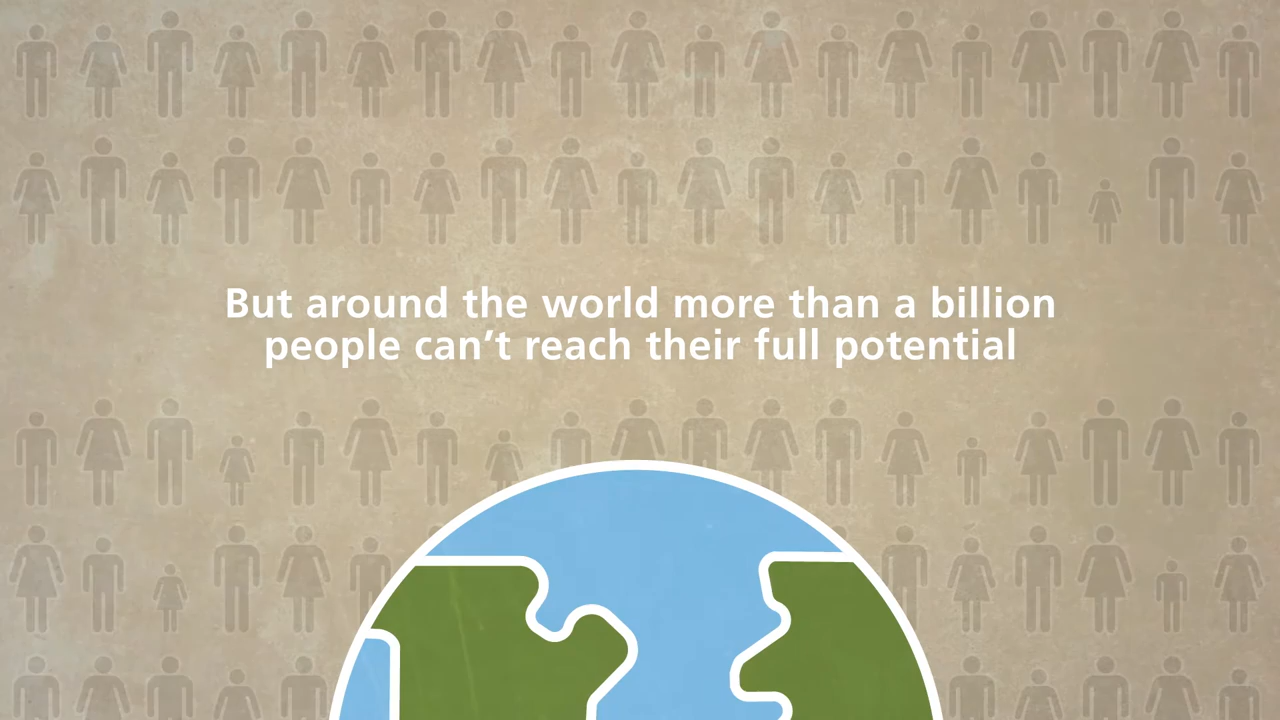 But around the world more than a billion
people can’t reach their full potential